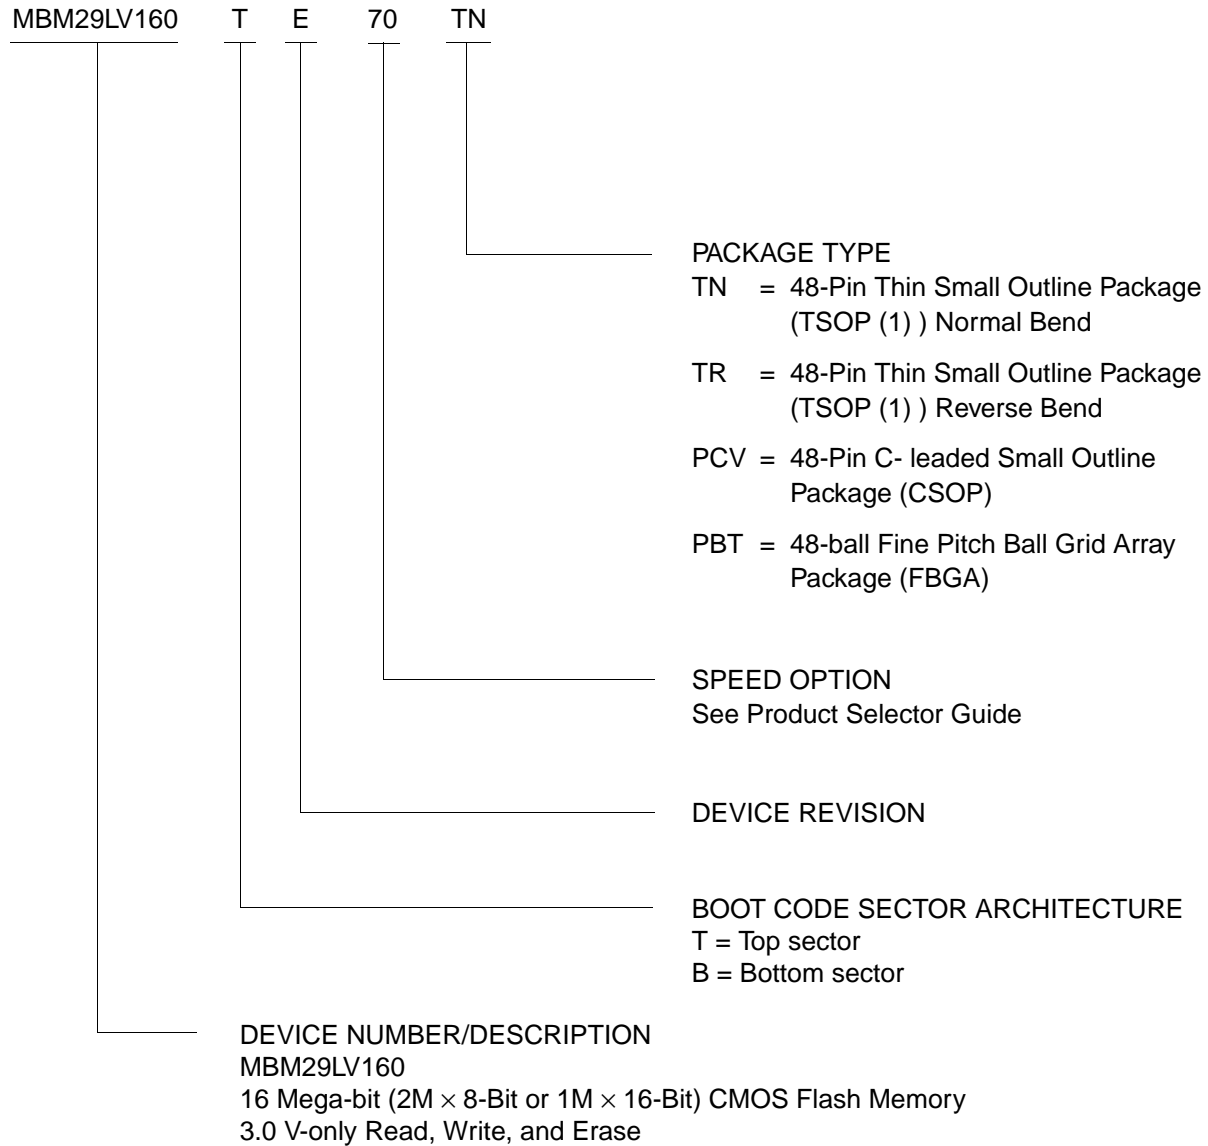 MBM29LV160 T E 70 TN
PACKAGE TYPE
TN = 48-Pin Thin Small Outline Package
(TSOP (1) ) Normal Bend
TR = 48-Pin Thin Small Outline Package
(TSOP (1) ) Reverse Bend
PCV = 48-Pin C- leaded Small Outline
Package (CSOP)
PBT = 48-ball Fine Pitch Ball Grid Array
Package (FBGA)
SPEED OPTION
See Product Selector Guide
DEVICE REVISION
BOOT CODE SECTOR ARCHITECTURE
T = Top sector
B = Bottom sector
DEVICE NUMBER/DESCRIPTION
MBM29LV160
16 Mega-bit (2M × 8-Bit or 1M × 16-Bit) CMOS Flash Memory
3.0 V-only Read, Write, and Erase